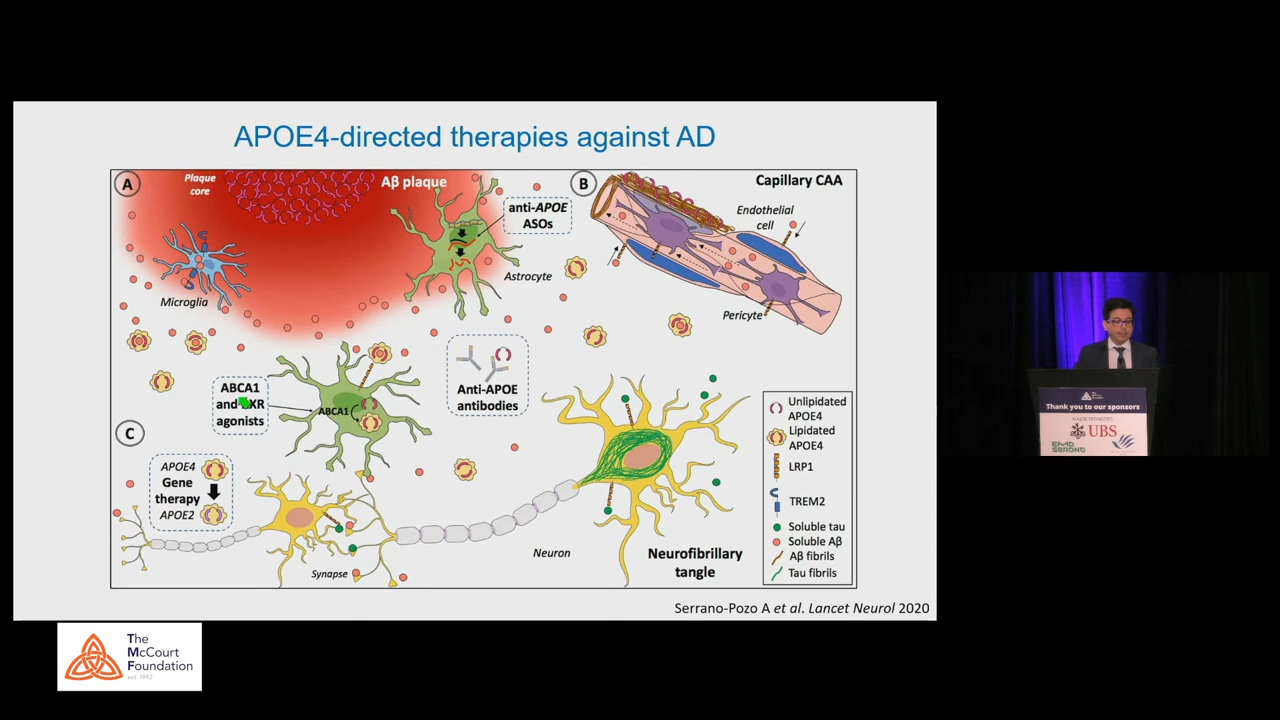 APOE4-directed therapies against AD
A
Plaque
core
Aβ plaque
anti-APOE
ASOs
Astrocyte
Microglia
B
Capillary CAA
Endothelial
cell
Pericyte
ABCA1
agonists
ABCA1
Anti-APOE
antibodies
C
APOE4
Gene
therapy
APOE2
Synapse
Neuron
Neurofibrillary
tangle
Unlipidated
APOE4
Lipidated
APOE4
LRP1
TREM2
Soluble tau
Soluble Aβ
Aβ fibrils
Tau fibrils
Serrano-Pozo A et al. Lancet Neurol 2020
The
McCourt
Foundation
est. 1992
Thank you to our sponsors
UBS
EMD
SERONO